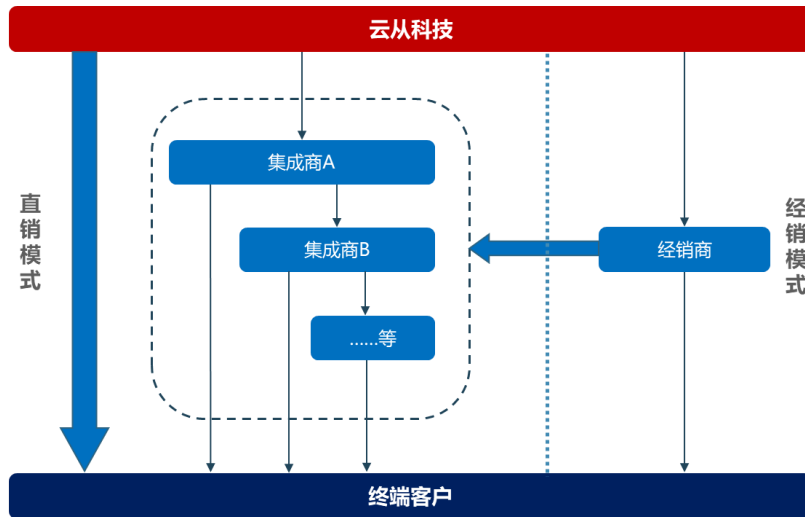 云从科技
直销模式
集成商A
集成商B
……等
经销商
经销模式
终端客户